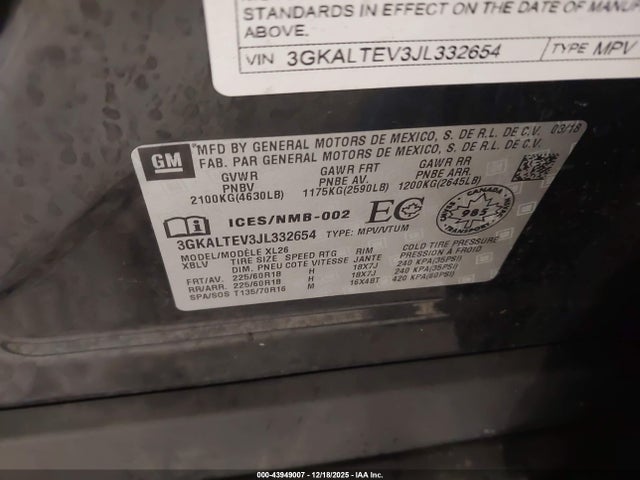 STANDARDS IN EFFECT ON THE DATE OF MANU
ABOVE.
VIN 3GKALTEV3JL332654 TYPE MPV
GM
MFD BY GENERAL MOTORS DE MEXICO, S. DE R.L. DE C.V. 03/18
FAB. PAR GENERAL MOTORS DE MEXICO, S. DE R.L. DE C.V.
GVWR GAWR FRT GAWR RR
PNBV PNBE AV. PNBE ARR.
2100KG(4630LB) 1175KG(2590LB) 1200KG(2645LB)
ICES/NMB-002 EC
CANADA 985
3GKALTEV3JL332654 TYPE: MPV/VTUM
MODEL/MODÈLE XL26
XBLV TIRE SIZE SPEED RTG RIM COLD TIRE PRESSURE
DIM. PNEU COTE VITESSE JANTE
FRT/AV. 225/60R18 H 18X7J 240 KPA(35PSI)
RR/ARR. 225/60R18 H 18X7J 240 KPA(35PSI)
SPA/SOS T135/70R16 M 16X4BT 420 KPA(60PSI)
000-43949007 - 12/18/2025 - IAA Inc.